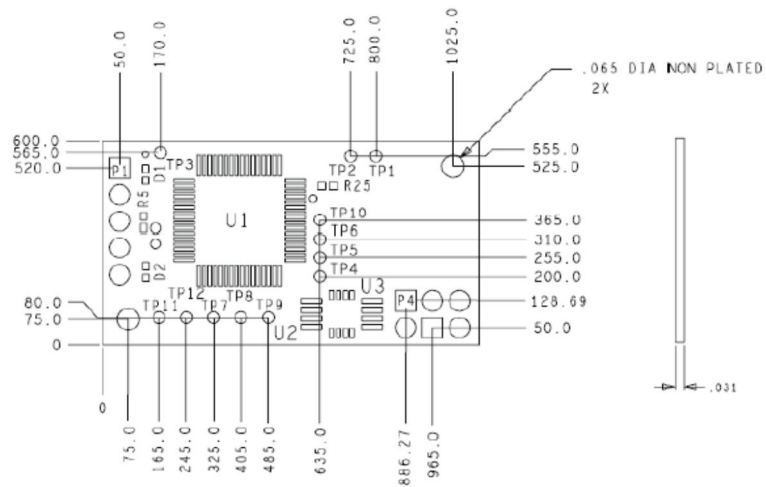 50.0
170.0
725.0
800.0
1025.0
.065 DIA NON PLATED
2X
600.0
565.0
520.0
P1
D1
TP3
TP2
TP1
555.0
525.0
R5
R25
U1
TP10
365.0
TP6
310.0
TP5
255.0
D2
TP4
200.0
U3
80.0
75.0
0
TP11
TP12
TP7
TP8
TP9
U2
P4
128.69
50.0
.031
0
75.0
165.0
245.0
325.0
405.0
485.0
635.0
886.27
965.0